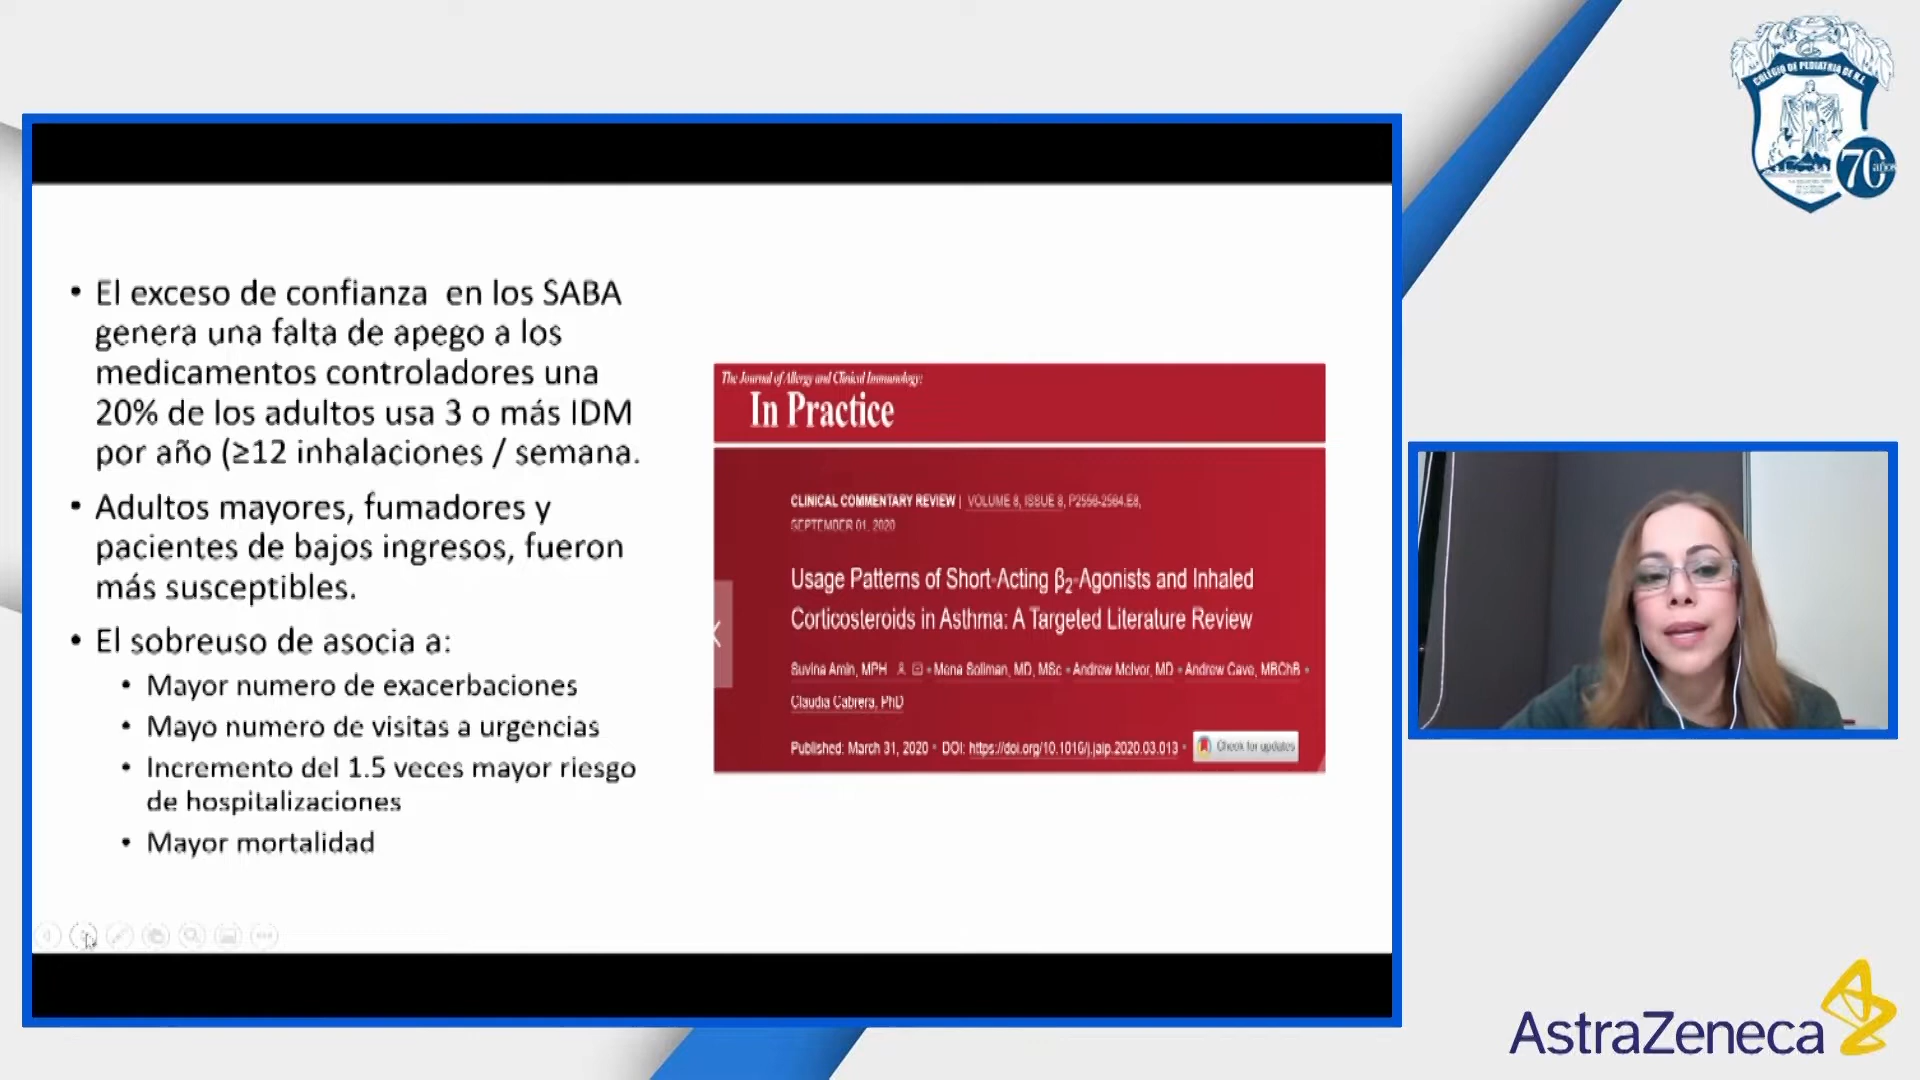 COLEGIO DE PEDIATRIA DE N.L.
70 años
• El exceso de confianza en los SABA
genera una falta de apego a los
medicamentos controladores una
20% de los adultos usa 3 o más IDM
por año (≥12 inhalaciones / semana.
• Adultos mayores, fumadores y
pacientes de bajos ingresos, fueron
más susceptibles.
• El sobreuso de asocia a:
• Mayor numero de exacerbaciones
• Mayo numero de visitas a urgencias
• Incremento del 1.5 veces mayor riesgo
de hospitalizaciones
• Mayor mortalidad
The Journal of Allergy and Clinical Immunology:
In Practice
CLINICAL COMMENTARY REVIEW | VOLUME 8, ISSUE 8, P2556-2564.E8,
SEPTEMBER 01, 2020
Usage Patterns of Short-Acting β2-Agonists and Inhaled
Corticosteroids in Asthma: A Targeted Literature Review
Suvina Amin, MPH • Mena Soliman, MD, MSc • Andrew McIvor, MD • Andrew Cave, MBChB •
Claudia Cabrera, PhD
Published: March 31, 2020 • DOI: https://doi.org/10.1016/j.jaip.2020.03.013 •
Check for updates
AstraZeneca